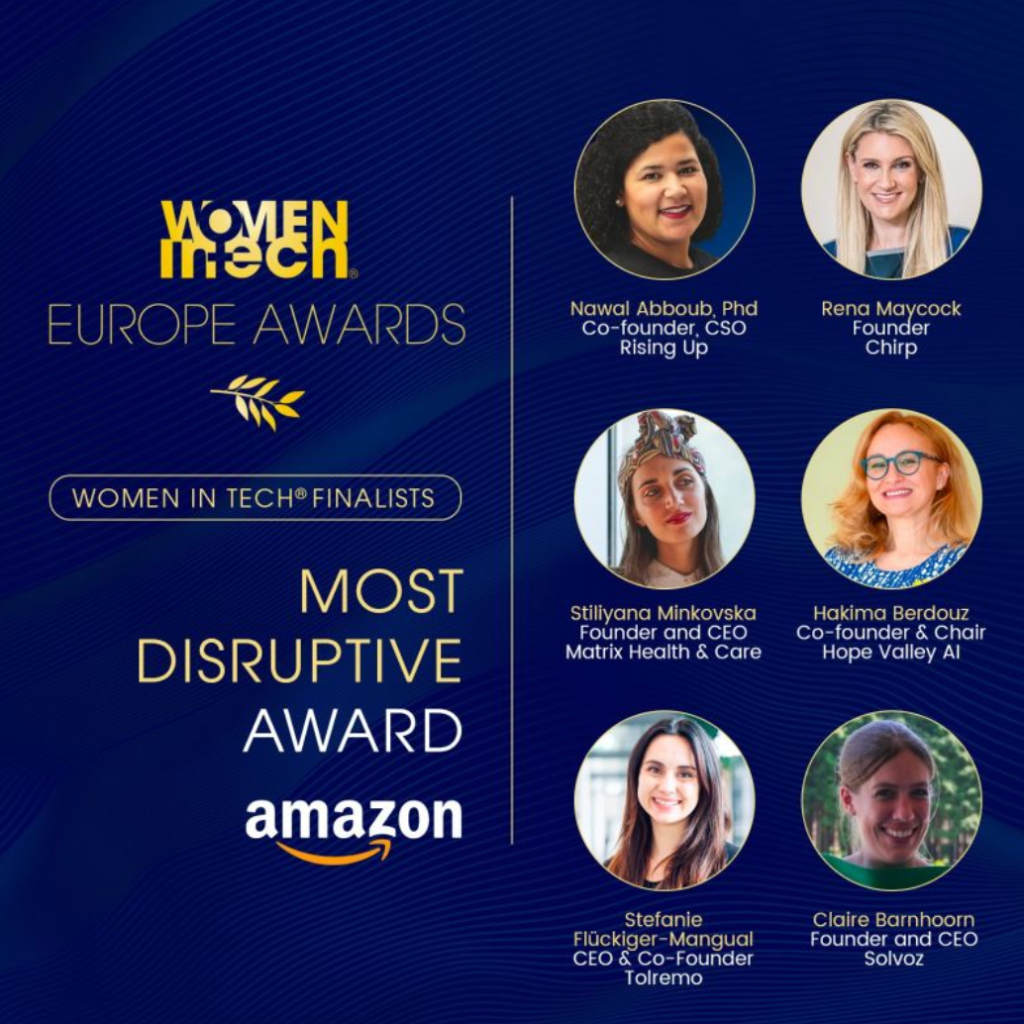 WOMEN
in tech®
EUROPE AWARDS
WOMEN IN TECH® FINALISTS
MOST
DISRUPTIVE
AWARD
amazon
Nawal Abboub, Phd
Co-founder, CSO
Rising Up
Rena Maycock
Founder
Chirp
Stiliyana Minkovska
Founder and CEO
Matrix Health & Care
Hakima Berdouz
Co-founder & Chair
Hope Valley AI
Stefanie
Flückiger-Mangual
CEO & Co-Founder
Tolremo
Claire Barnhoorn
Founder and CEO
Solvoz